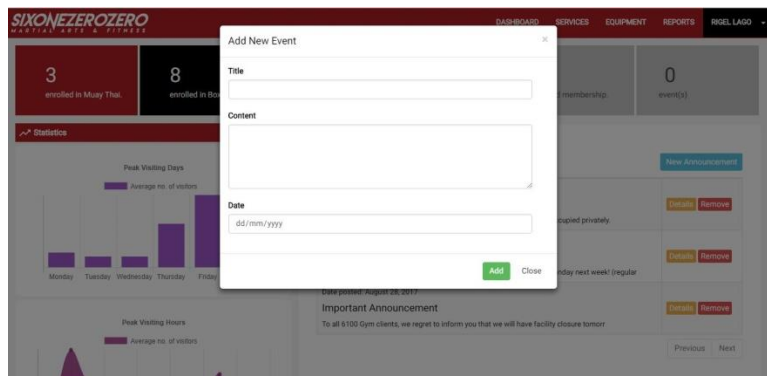 SIXONEZEROZERO
MARTIAL ARTS & FITNESS
DASHBOARD SERVICES EQUIPMENT REPORTS RIGEL LAGO
Add New Event ×
Title
Content
Date
dd/mm/yyyy
Add Close
3
enrolled in Muay Thai.
8
enrolled in Box
membership.
0
event(s).
Statistics
Peak Visiting Days
Average no. of visitors
Monday Tuesday Wednesday Thursday Friday
Peak Visiting Hours
Average no. of visitors
New Announcement
Details Remove
cupied privately.
Details Remove
nday next week! (regular
Date posted: August 28, 2017
Important Announcement
To all 6100 Gym clients, we regret to inform you that we will have facility closure tomorr
Details Remove
Previous Next